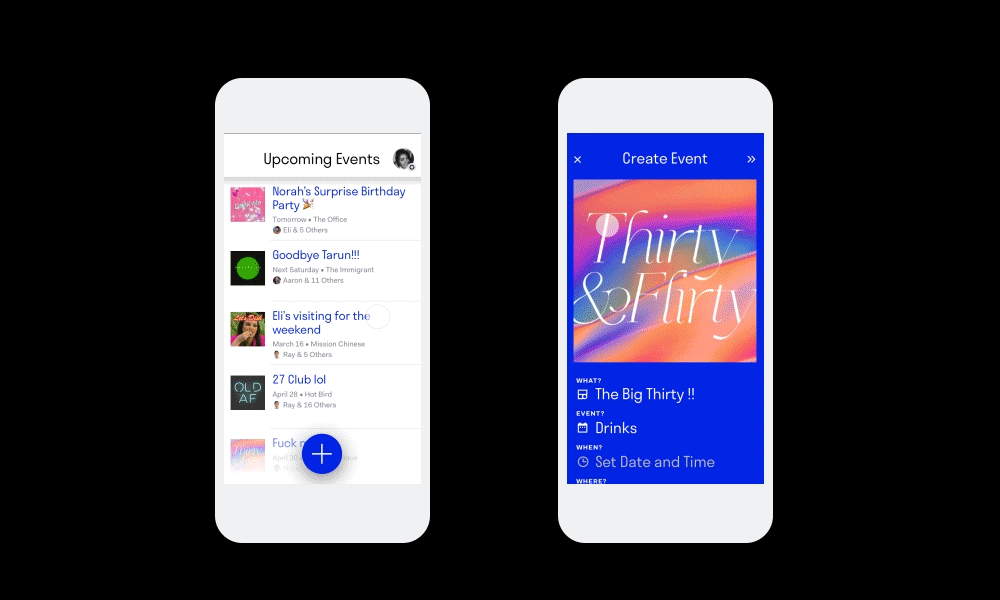 Upcoming Events
Norah's Surprise Birthday
Party 🎉
Tomorrow • The Office
Eli & 5 Others
Goodbye Tarun!!!
Next Saturday • The Immigrant
Aaron & 11 Others
Eli's visiting for the
weekend
March 16 • Mission Chinese
Ray & 5 Others
OLD
AF
27 Club lol
April 28 • Hot Bird
Ray & 16 Others
Fuck
April 30
Create Event
Thirty
&Flirty
WHAT?
The Big Thirty !!
EVENT?
Drinks
WHEN?
Set Date and Time
WHERE?